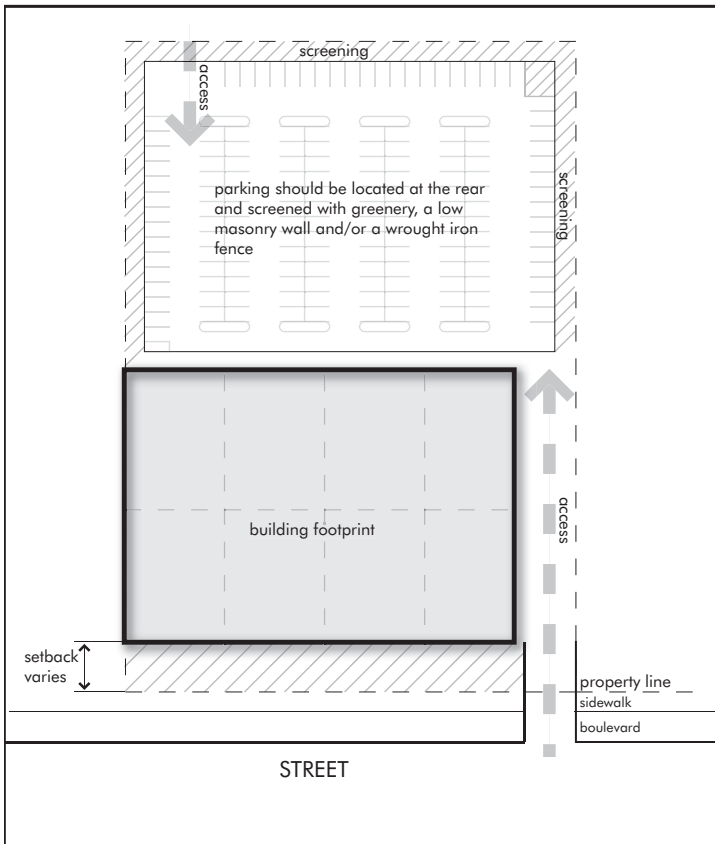 screening
access
parking should be located at the rear
and screened with greenery, a low
masonry wall and/or a wrought iron
fence
screening
building footprint
access
setback
varies
property line
sidewalk
boulevard
STREET